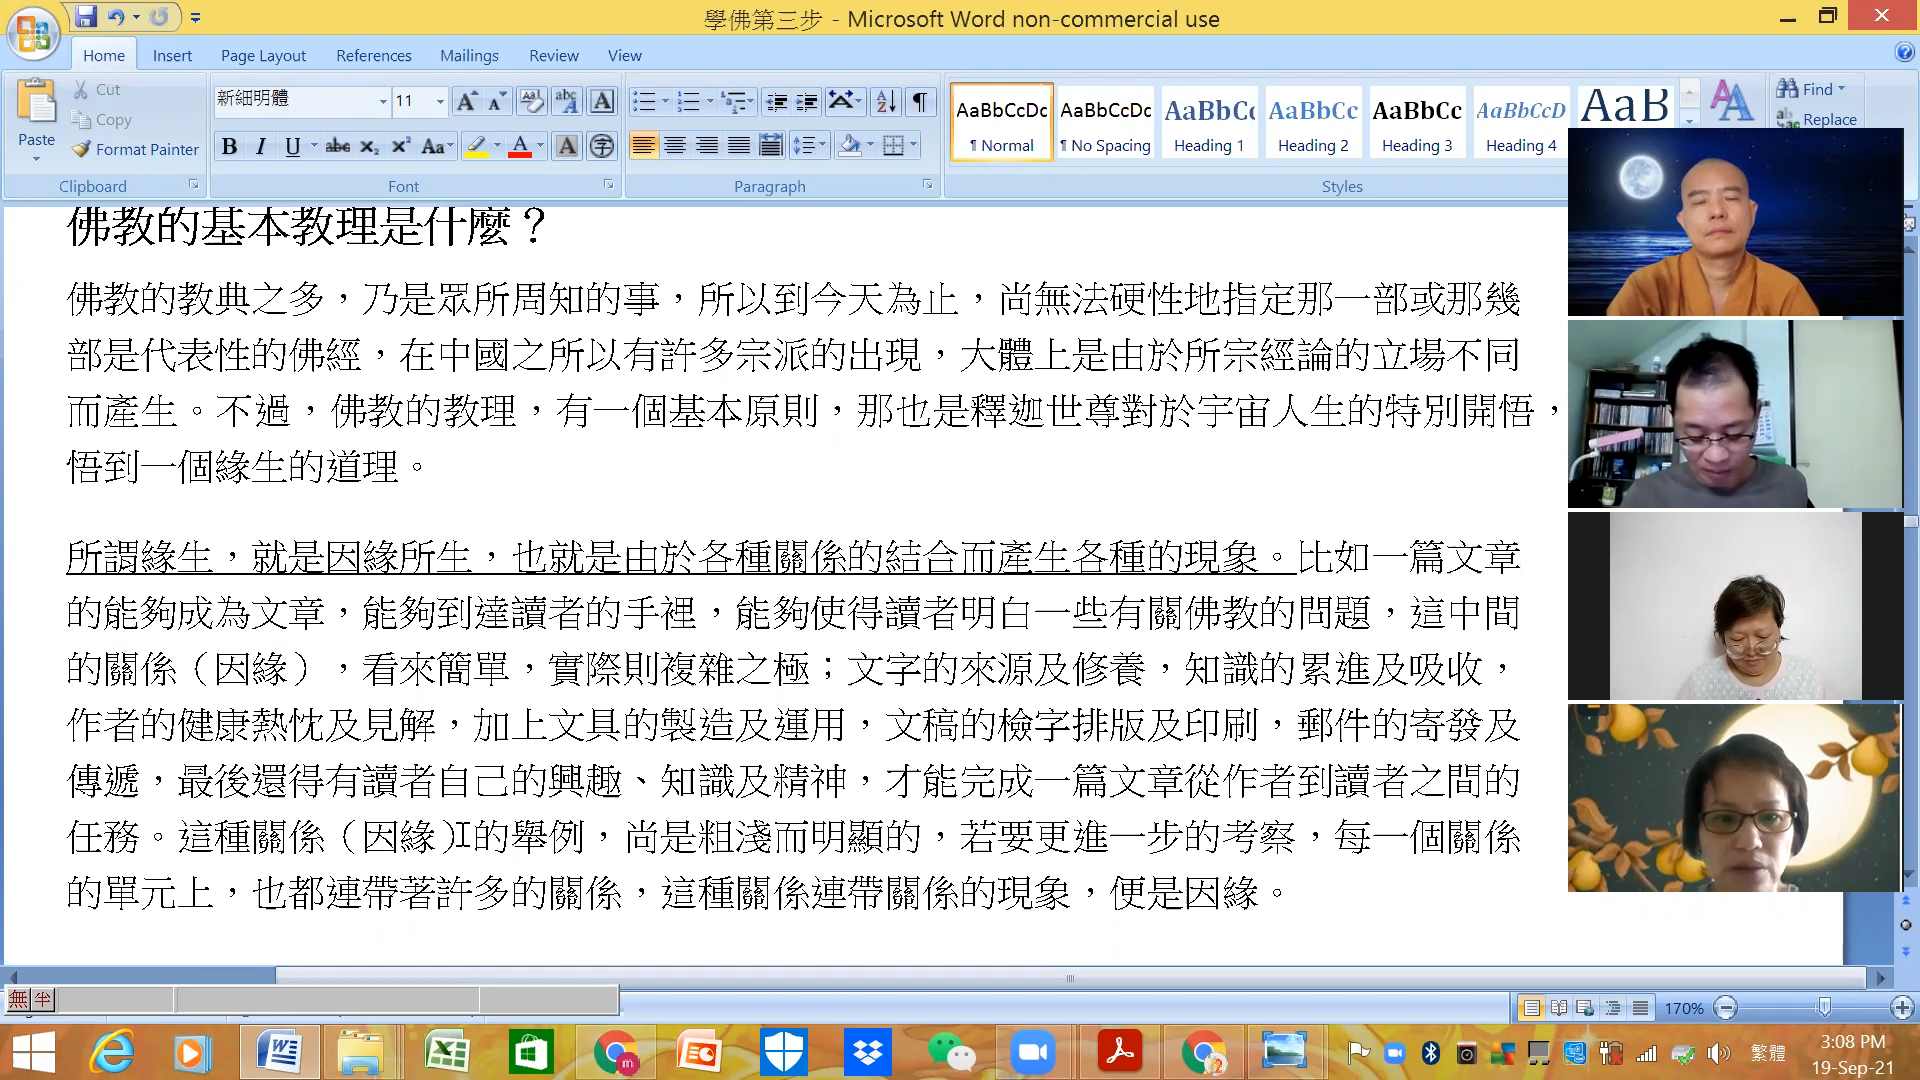 學佛第三步 - Microsoft Word non-commercial use
Home Insert Page Layout References Mailings Review View
Paste
Cut
Copy
Format Painter
Clipboard
新細明體 11
Font
Paragraph
AaBbCcDc AaBbCcDc AaBbCc AaBbCc AaBbCc AaBbCcD AaB
¶ Normal ¶ No Spacing Heading 1 Heading 2 Heading 3 Heading 4
Styles
Find
Replace
佛教的基本教理是什麼？
佛教的教典之多，乃是眾所周知的事，所以到今天為止，尚無法硬性地指定那一部或那幾
部是代表性的佛經，在中國之所以有許多宗派的出現，大體上是由於所宗經論的立場不同
而產生。不過，佛教的教理，有一個基本原則，那也是釋迦世尊對於宇宙人生的特別開悟，
悟到一個緣生的道理。
所謂緣生，就是因緣所生，也就是由於各種關係的結合而產生各種的現象。比如一篇文章
的能夠成為文章，能夠到達讀者的手裡，能夠使得讀者明白一些有關佛教的問題，這中間
的關係（因緣），看來簡單，實際則複雜之極；文字的來源及修養，知識的累進及吸收，
作者的健康熱忱及見解，加上文具的製造及運用，文稿的檢字排版及印刷，郵件的寄發及
傳遞，最後還得有讀者自己的興趣、知識及精神，才能完成一篇文章從作者到讀者之間的
任務。這種關係（因緣）的舉例，尚是粗淺而明顯的，若要更進一步的考察，每一個關係
的單元上，也都連帶著許多的關係，這種關係連帶關係的現象，便是因緣。
無 半
170%
繁體
3:08 PM
19-Sep-21